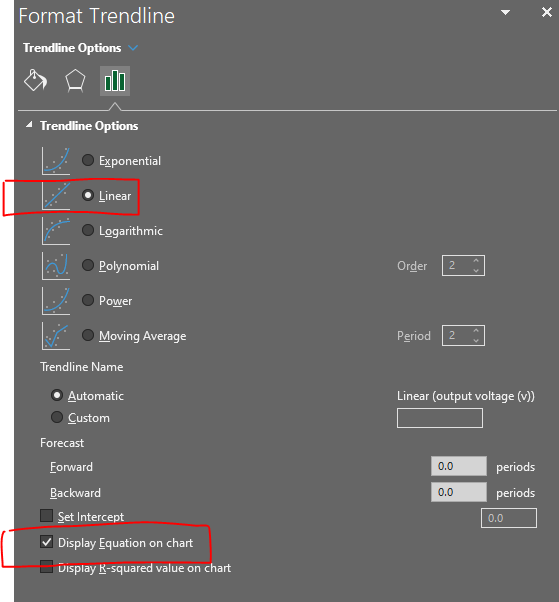 Format Trendline
Trendline Options
Trendline Options
Exponential
Linear
Logarithmic
Polynomial Order 2
Power
Moving Average Period 2
Trendline Name
Automatic Linear (output voltage (v))
Custom
Forecast
Forward 0.0 periods
Backward 0.0 periods
Set Intercept 0.0
Display Equation on chart
Display R-squared value on chart